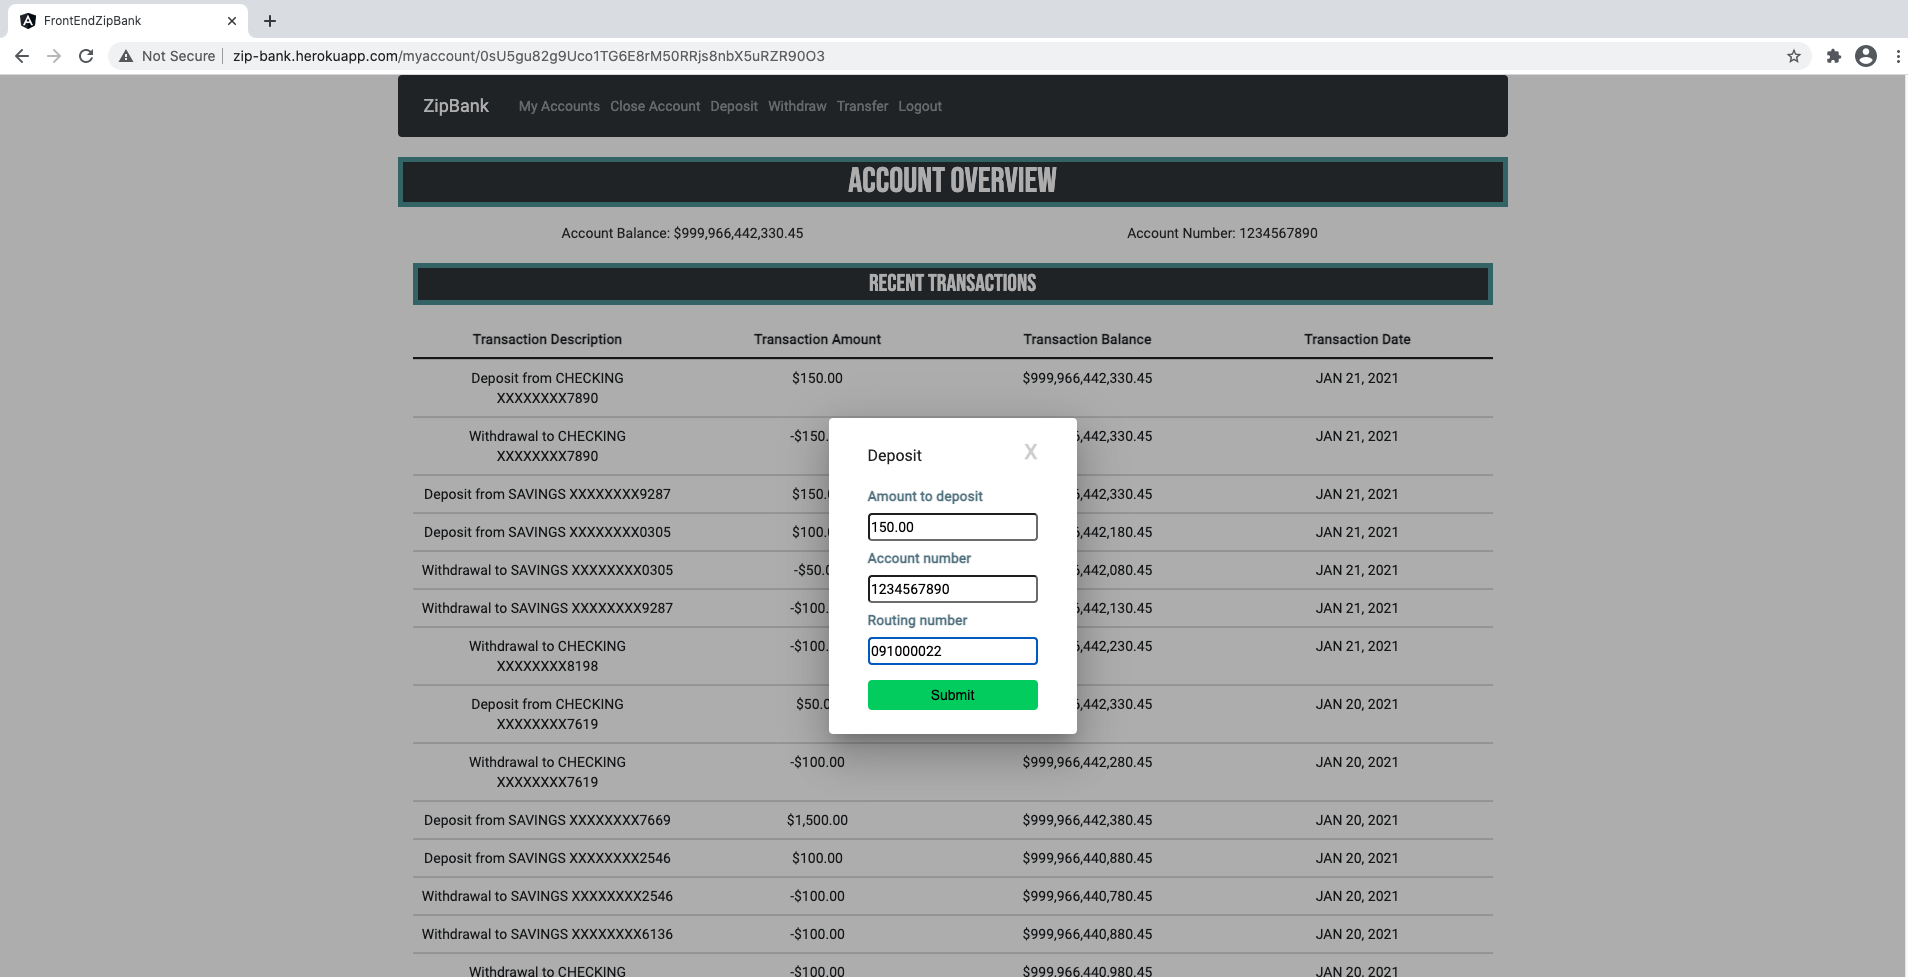 FrontEndZipBank
Not Secure zip-bank.herokuapp.com/myaccount/0sU5gu82g9Uco1TG6E8rM50RRjs8nbX5uRZR90O3
ZipBank My Accounts Close Account Deposit Withdraw Transfer Logout
ACCOUNT OVERVIEW
Account Balance: $999,966,442,330.45 Account Number: 1234567890
RECENT TRANSACTIONS
Transaction Description Transaction Amount Transaction Balance Transaction Date
Deposit from CHECKING $150.00 $999,966,442,330.45 JAN 21, 2021
XXXXXXXX7890
Withdrawal to CHECKING -$150. ,442,330.45 JAN 21, 2021
XXXXXXXX7890
Deposit from SAVINGS XXXXXXXX9287 $150. ,442,330.45 JAN 21, 2021
Deposit from SAVINGS XXXXXXXX0305 $100. ,442,180.45 JAN 21, 2021
Withdrawal to SAVINGS XXXXXXXX0305 -$50. ,442,080.45 JAN 21, 2021
Withdrawal to SAVINGS XXXXXXXX9287 -$100. ,442,130.45 JAN 21, 2021
Withdrawal to CHECKING -$100. ,442,230.45 JAN 21, 2021
XXXXXXXX8198
Deposit from CHECKING $50. ,442,330.45 JAN 20, 2021
XXXXXXXX7619
Withdrawal to CHECKING -$100.00 $999,966,442,280.45 JAN 20, 2021
XXXXXXXX7619
Deposit from SAVINGS XXXXXXXX7669 $1,500.00 $999,966,442,380.45 JAN 20, 2021
Deposit from SAVINGS XXXXXXXX2546 $100.00 $999,966,440,880.45 JAN 20, 2021
Withdrawal to SAVINGS XXXXXXXX2546 -$100.00 $999,966,440,780.45 JAN 20, 2021
Withdrawal to SAVINGS XXXXXXXX6136 -$100.00 $999,966,440,880.45 JAN 20, 2021
Withdrawal to CHECKING -$100.00 $999,966,440,980.45 JAN 20, 2021
Deposit X
Amount to deposit
150.00
Account number
1234567890
Routing number
091000022
Submit